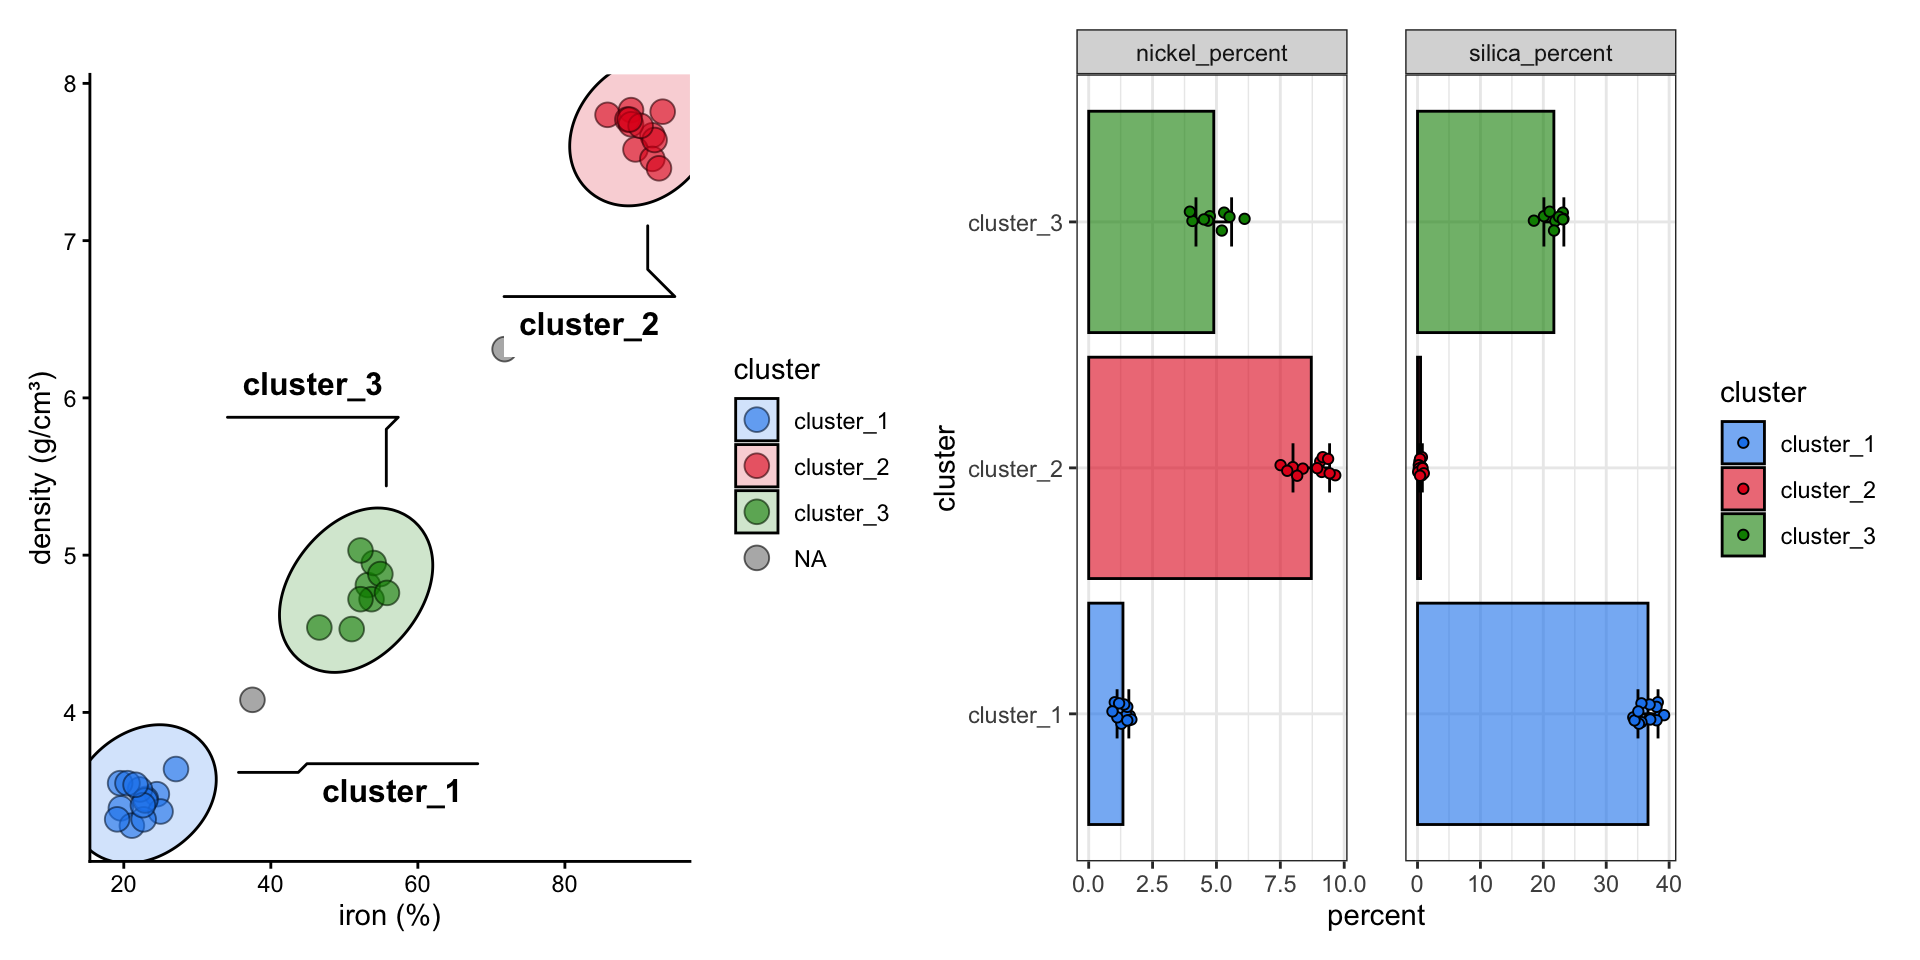 density (g/cm³)
8
7
6
5
4
cluster_2
cluster_3
cluster_1
20
40
60
80
iron (%)
cluster
cluster_1
cluster_2
cluster_3
NA
nickel_percent
silica_percent
cluster
cluster_3
cluster_2
cluster_1
0.0
2.5
5.0
7.5
10.0
0
10
20
30
40
percent
cluster
cluster_1
cluster_2
cluster_3